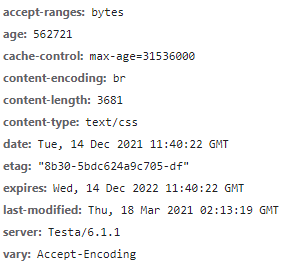 accept-ranges: bytes
age: 562721
cache-control: max-age=31536000
content-encoding: br
content-length: 3681
content-type: text/css
date: Tue, 14 Dec 2021 11:40:22 GMT
etag: "8b30-5bdc624a9c705-df"
expires: Wed, 14 Dec 2022 11:40:22 GMT
last-modified: Thu, 18 Mar 2021 02:13:19 GMT
server: Testa/6.1.1
vary: Accept-Encoding